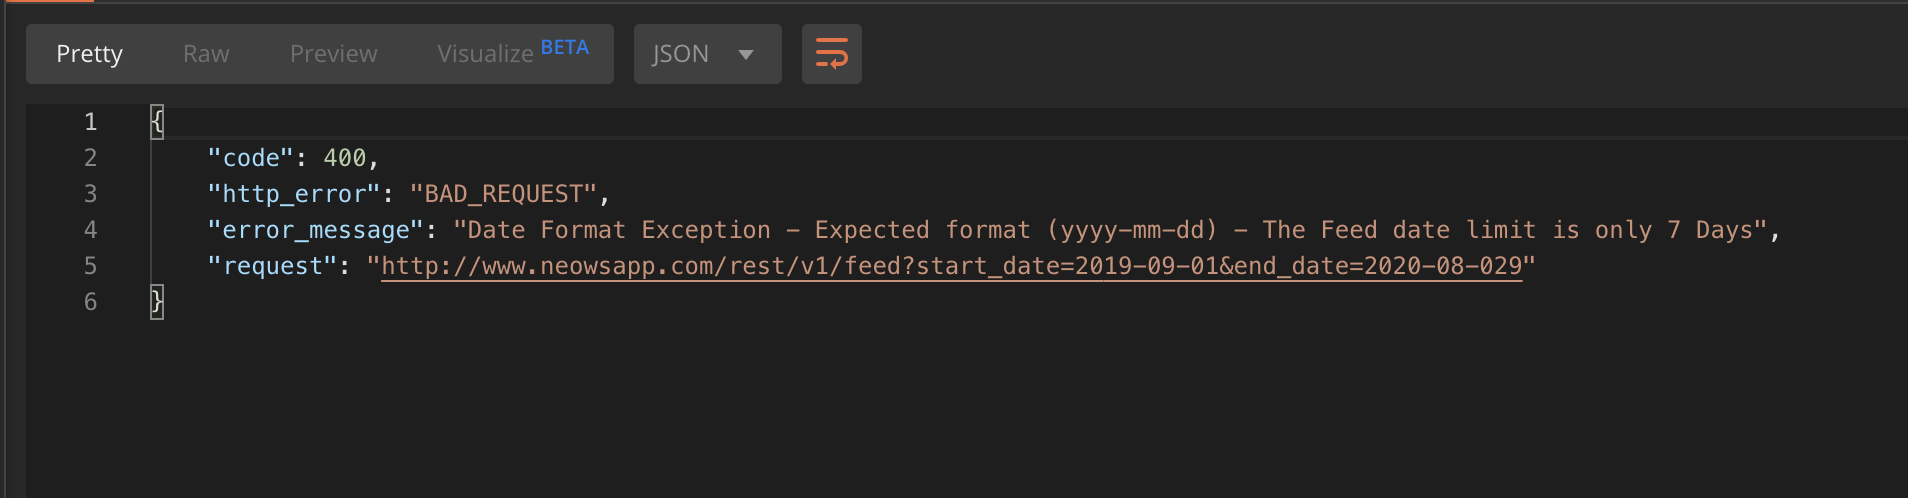 Pretty Raw Preview Visualize BETA JSON
1 {
2 "code": 400,
3 "http_error": "BAD_REQUEST",
4 "error_message": "Date Format Exception - Expected format (yyyy-mm-dd) - The Feed date limit is only 7 Days",
5 "request": "http://www.neowsapp.com/rest/v1/feed?start_date=2019-09-01&end_date=2020-08-029"
6 }